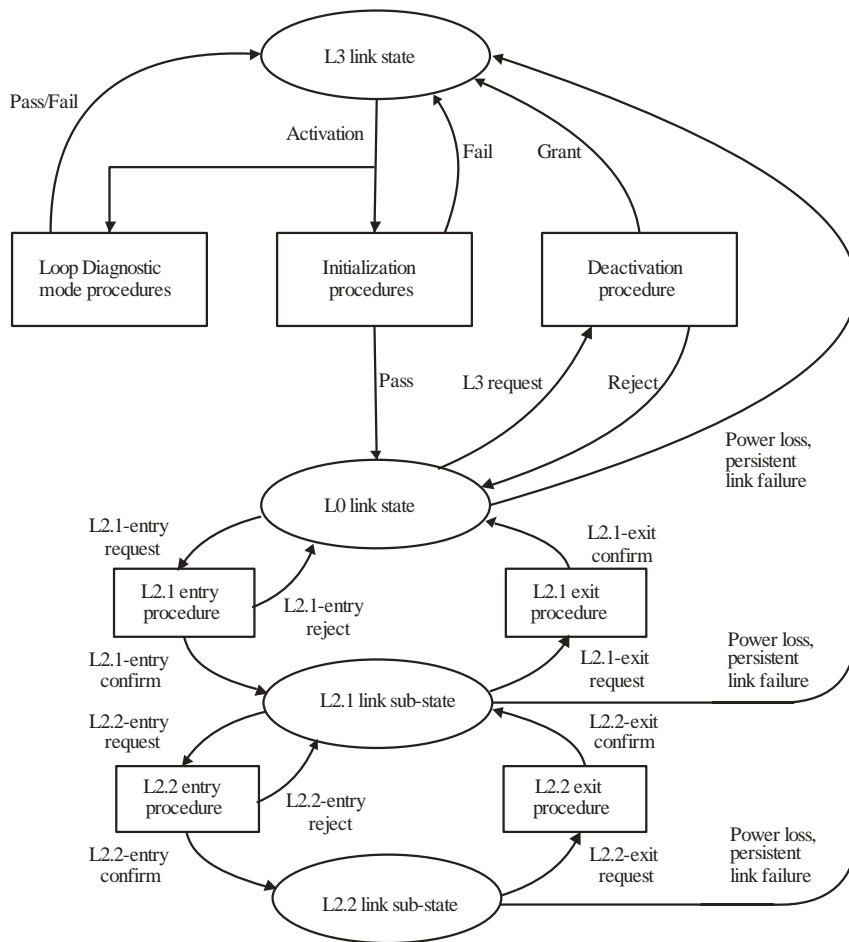 L3 link state
Pass/Fail
Activation
Fail
Grant
Loop Diagnostic
mode procedures
Initialization
procedures
Deactivation
procedure
Pass
L3 request
Reject
Power loss,
persistent
link failure
L0 link state
L2.1-entry
request
L2.1-exit
confirm
L2.1 entry
procedure
L2.1-entry
reject
L2.1 exit
procedure
L2.1-entry
confirm
L2.1-exit
request
Power loss,
persistent
link failure
L2.1 link sub-state
L2.2-entry
request
L2.2-exit
confirm
L2.2 entry
procedure
L2.2-entry
reject
L2.2 exit
procedure
L2.2-entry
confirm
L2.2-exit
request
Power loss,
persistent
link failure
L2.2 link sub-state